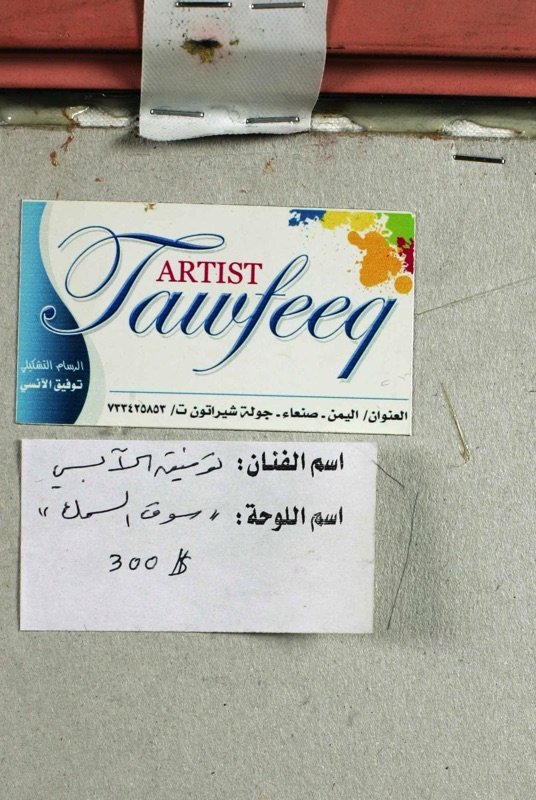 ARTIST
Tawfeeq
الرسام التشكيلي
توفيق الآنسي
العنوان/ اليمن - صنعاء - جولة شيراتون ت/ ٧٣٣٤٢٥٨٥٣
اسم الفنان: توفيق الآنسي
اسم اللوحة: "سوق السمك"
300 $